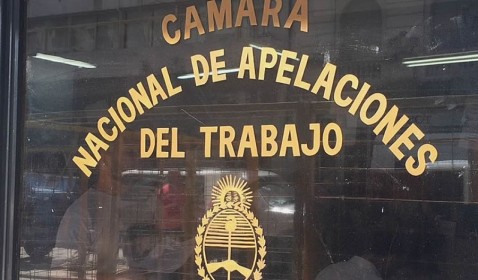 CAMARA
NACIONAL DE APELACIONES
DEL TRABAJO